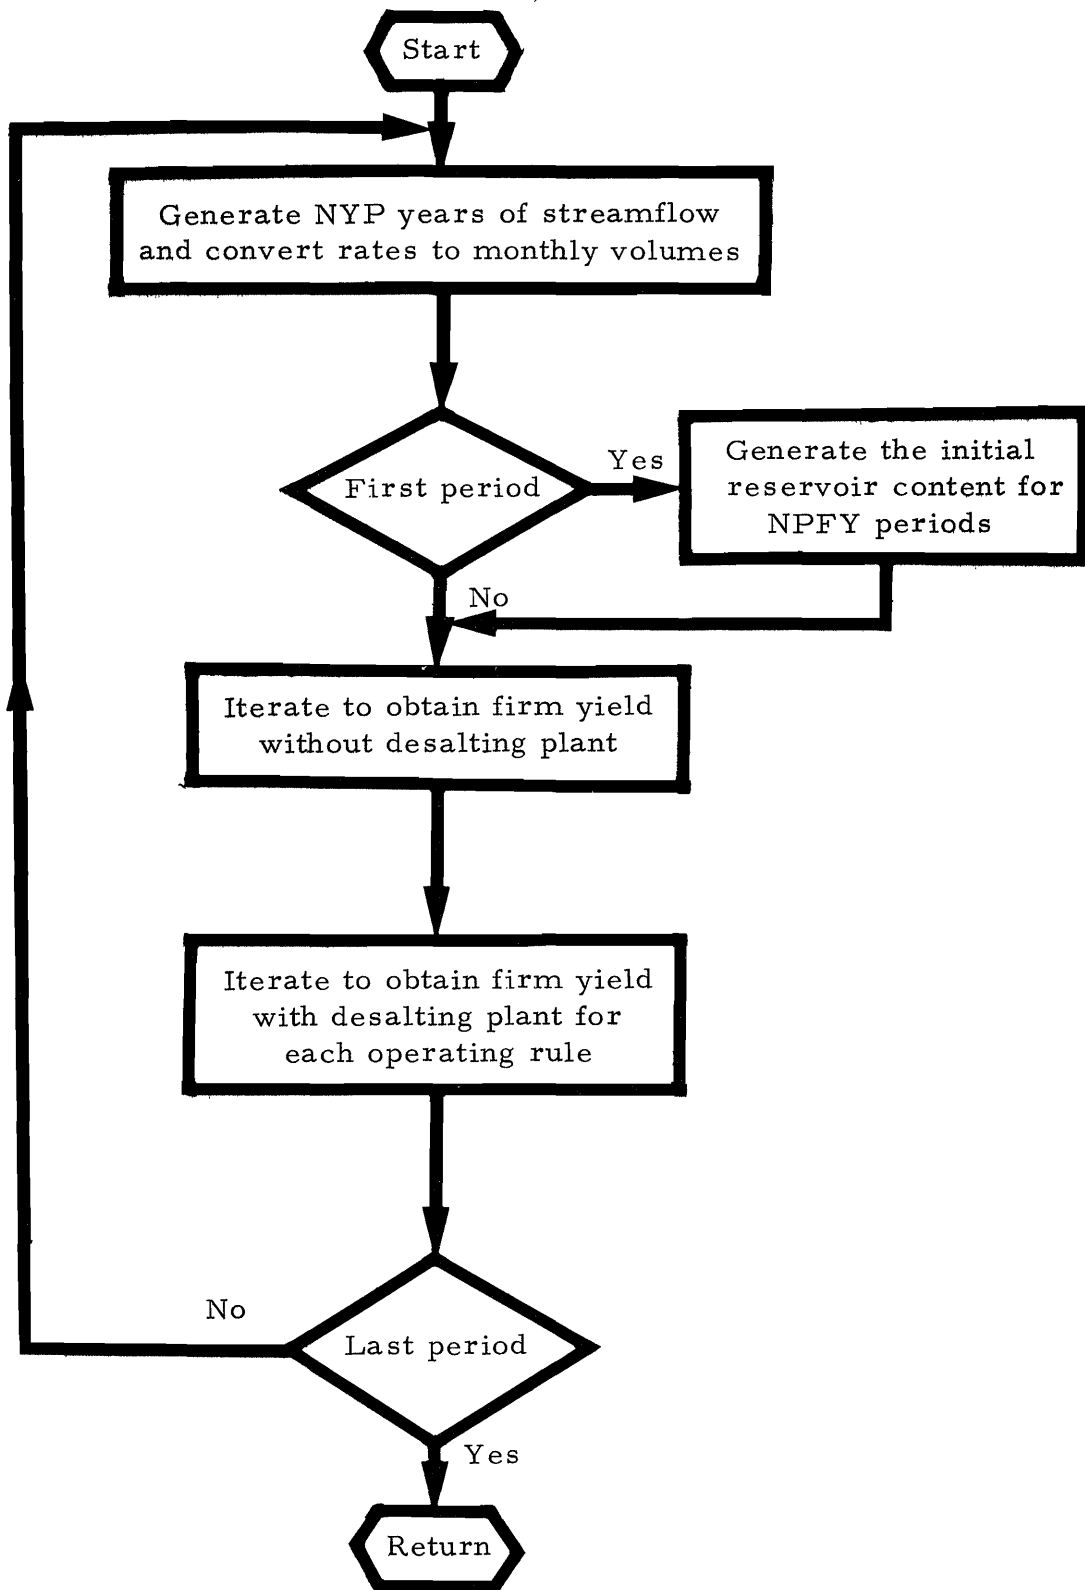 Start
Generate NYP years of streamflow
and convert rates to monthly volumes
First period
Yes
Generate the initial
reservoir content for
NPFY periods
No
Iterate to obtain firm yield
without desalting plant
Iterate to obtain firm yield
with desalting plant for
each operating rule
No
Last period
Yes
Return